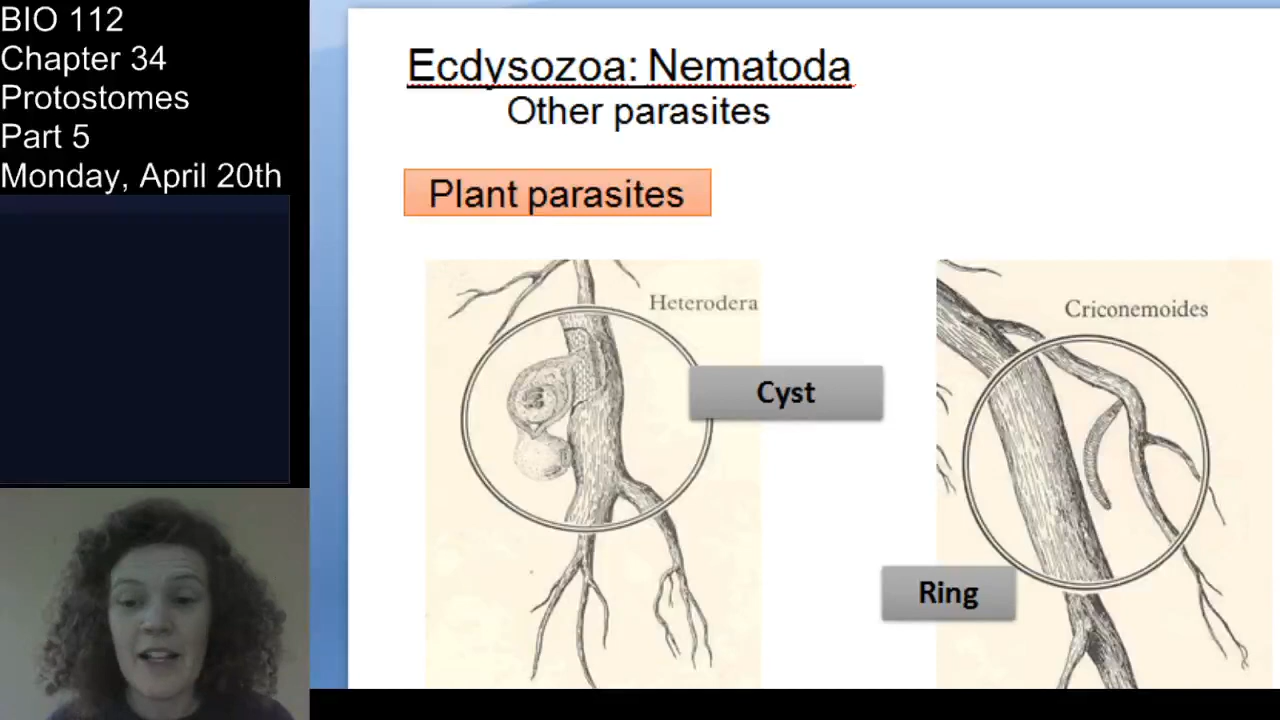 BIO 112
Chapter 34
Protostomes
Part 5
Monday, April 20th
Ecdysozoa: Nematoda
Other parasites
Plant parasites
Heterodera
Cyst
Criconemoides
Ring